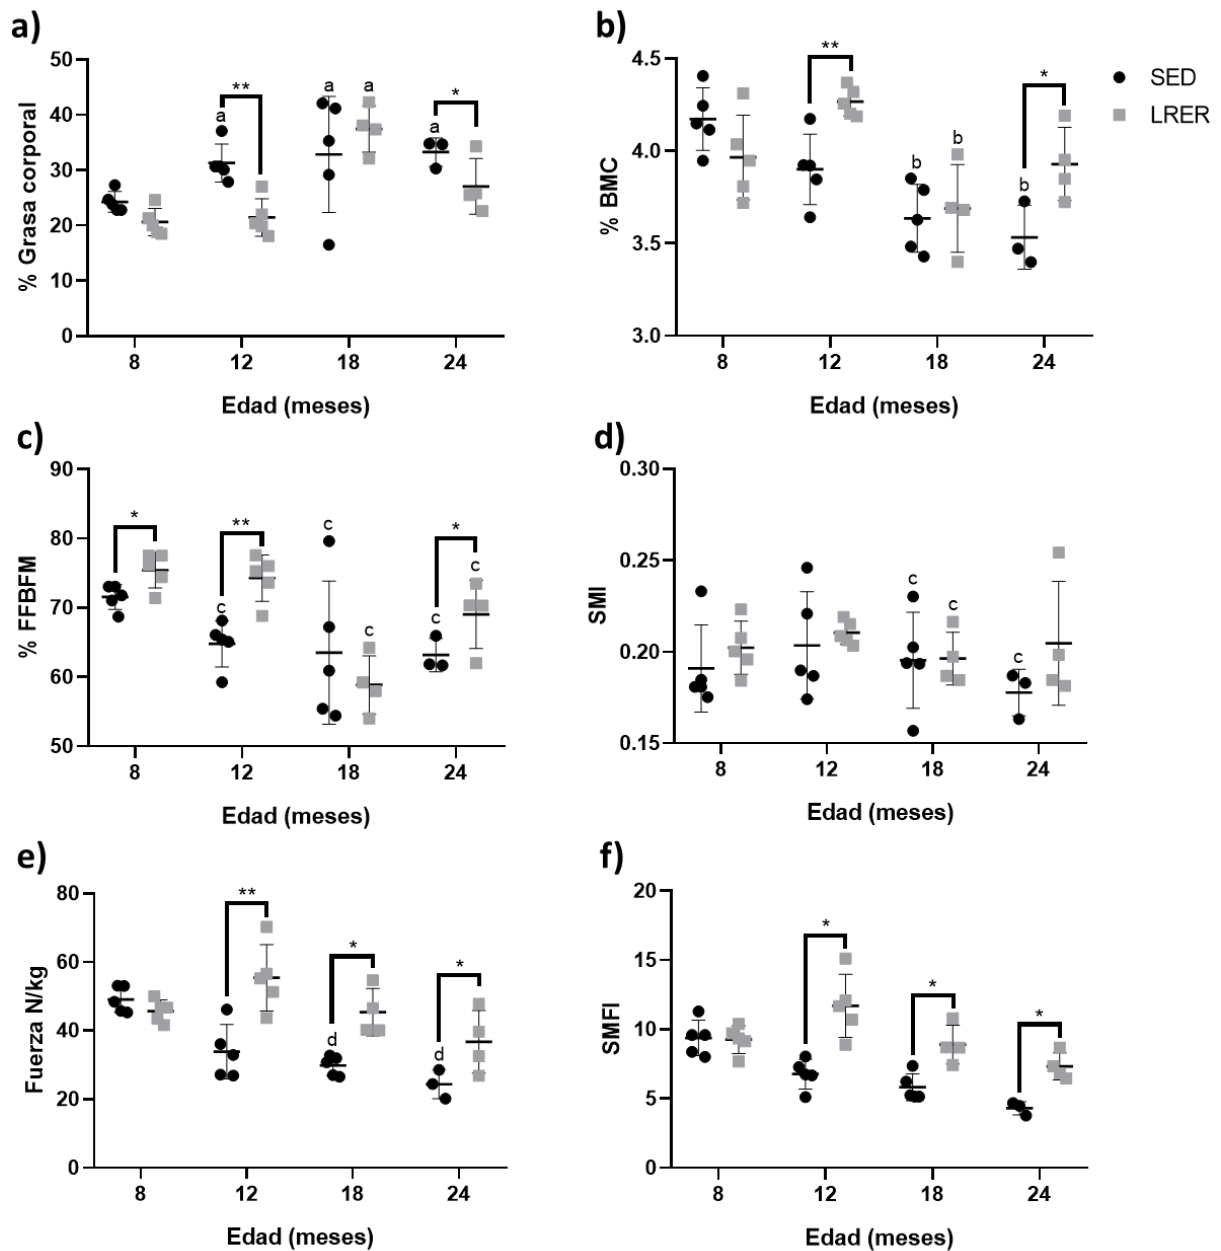 a)
50
40
30
20
10
0
% Grasa corporal
a
**
a
a
a
*
8 12 18 24
Edad (meses)
b)
4.5
4.0
3.5
3.0
% BMC
**
b
b
b
*
8 12 18 24
Edad (meses)
SED
LRER
c)
90
80
70
60
50
% FFBFM
*
**
c
c
c
*
c
c
8 12 18 24
Edad (meses)
d)
0.30
0.25
0.20
0.15
SMI
c
c
c
8 12 18 24
Edad (meses)
e)
80
60
40
20
0
Fuerza N/kg
**
*
d
*
d
8 12 18 24
Edad (meses)
f)
20
15
10
5
0
SMFI
*
*
*
8 12 18 24
Edad (meses)